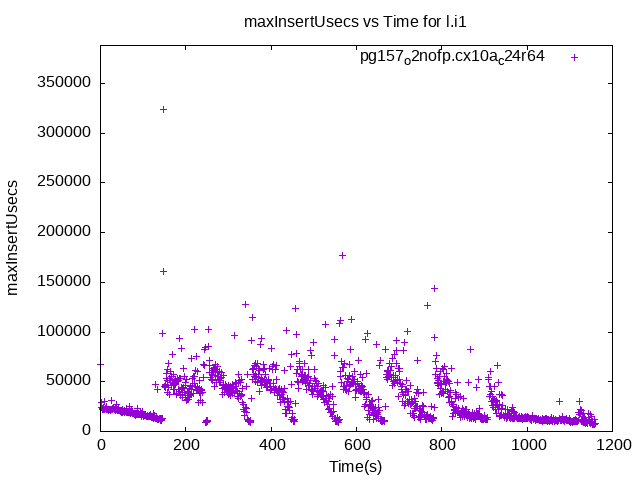 maxInsertUsecs vs Time for l.i1
pg157o2nofp.cx10ac24r64
350000
300000
250000
200000
150000
100000
50000
0
maxInsertUsecs
0 200 400 600 800 1000 1200
Time(s)